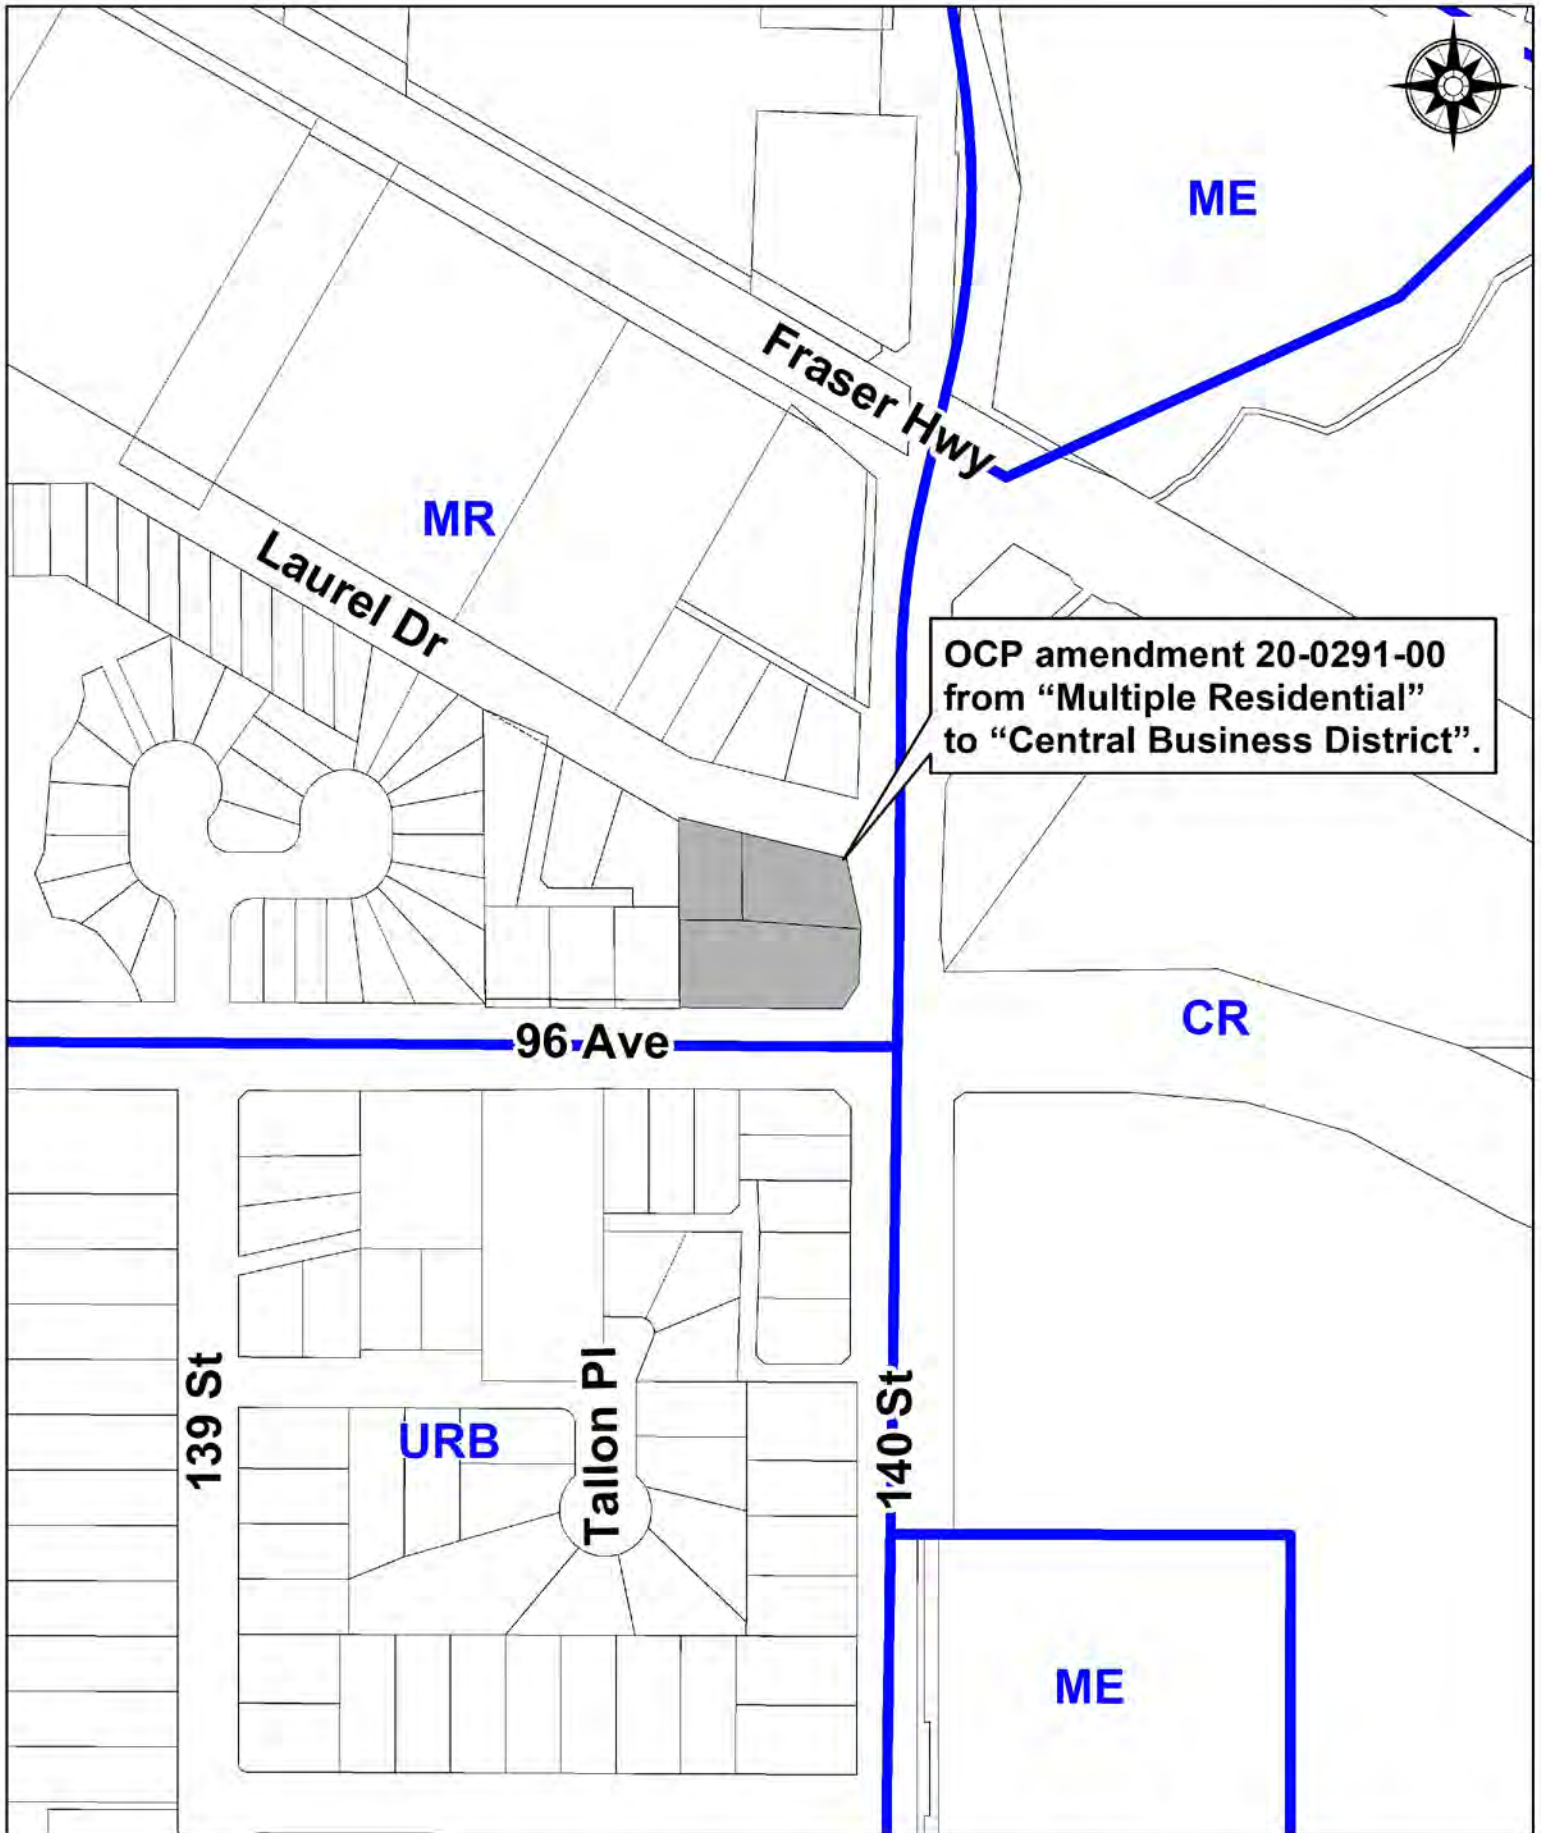 ME
Fraser Hwy
MR
Laurel Dr
OCP amendment 20-0291-00
from “Multiple Residential”
to “Central Business District”.
CR
96 Ave
139 St
URB
Tallon Pl
140 St
ME